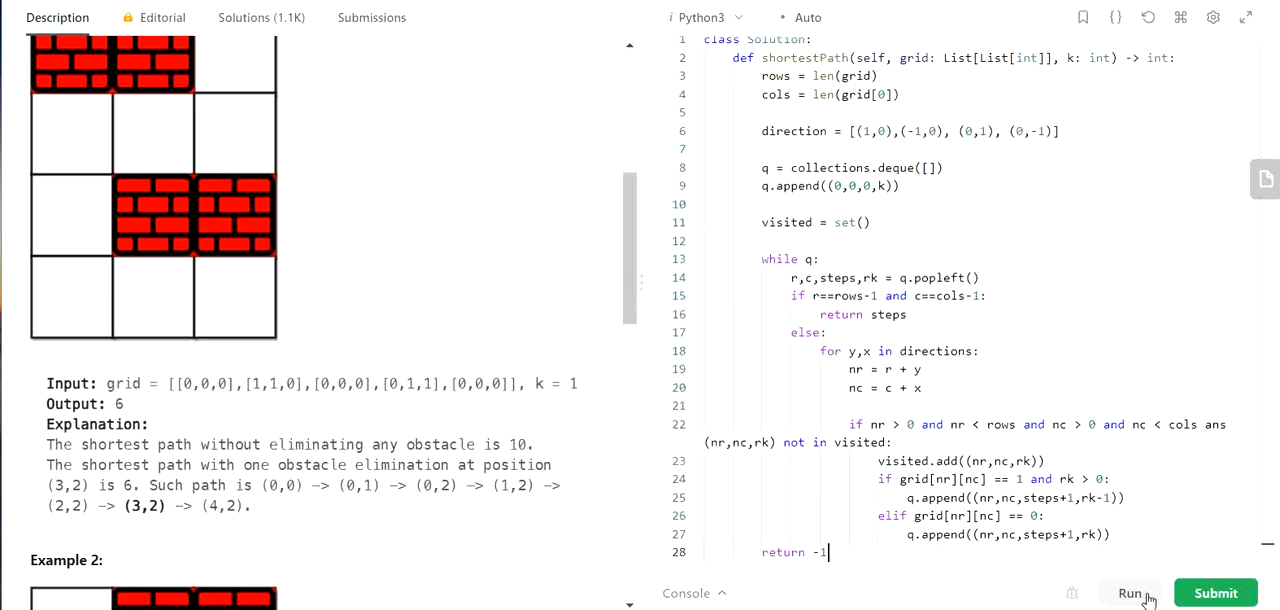 Description
Editorial
Solutions (1.1K)
Submissions
Input: grid = [[0,0,0],[1,1,0],[0,0,0],[0,1,1],[0,0,0]], k = 1
Output: 6
Explanation:
The shortest path without eliminating any obstacle is 10.
The shortest path with one obstacle elimination at position
(3,2) is 6. Such path is (0,0) -> (0,1) -> (0,2) -> (1,2) ->
(2,2) -> (3,2) -> (4,2).
Example 2:
i Python3
• Auto
1 class Solution:
2 def shortestPath(self, grid: List[List[int]], k: int) -> int:
3 rows = len(grid)
4 cols = len(grid[0])
5
6 direction = [(1,0),(-1,0), (0,1), (0,-1)]
7
8 q = collections.deque([])
9 q.append((0,0,0,k))
10
11 visited = set()
12
13 while q:
14 r,c,steps,rk = q.popleft()
15 if r==rows-1 and c==cols-1:
16 return steps
17 else:
18 for y,x in directions:
19 nr = r + y
20 nc = c + x
21
22 if nr > 0 and nr < rows and nc > 0 and nc < cols ans
(nr,nc,rk) not in visited:
23 visited.add((nr,nc,rk))
24 if grid[nr][nc] == 1 and rk > 0:
25 q.append((nr,nc,steps+1,rk-1))
26 elif grid[nr][nc] == 0:
27 q.append((nr,nc,steps+1,rk))
28 return -1
Console
Run
Submit